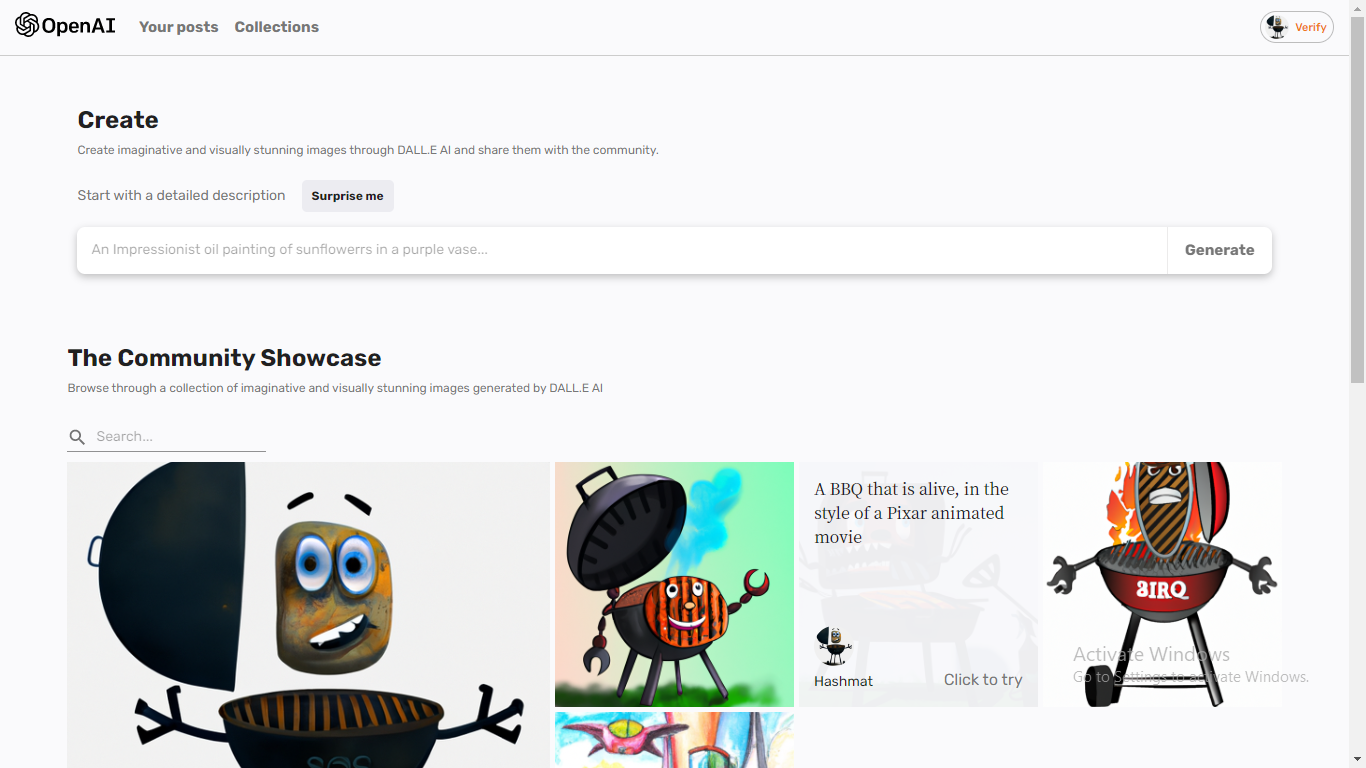 OpenAI
Your posts
Collections
Verify
Create
Create imaginative and visually stunning images through DALL.E AI and share them with the community.
Start with a detailed description
Surprise me
An Impressionist oil painting of sunflowerrs in a purple vase...
Generate
The Community Showcase
Browse through a collection of imaginative and visually stunning images generated by DALL.E AI
Search...
A BBQ that is alive, in the
style of a Pixar animated
movie
Hashmat
Click to try
Activate Windows
Go to Settings to activate Windows.